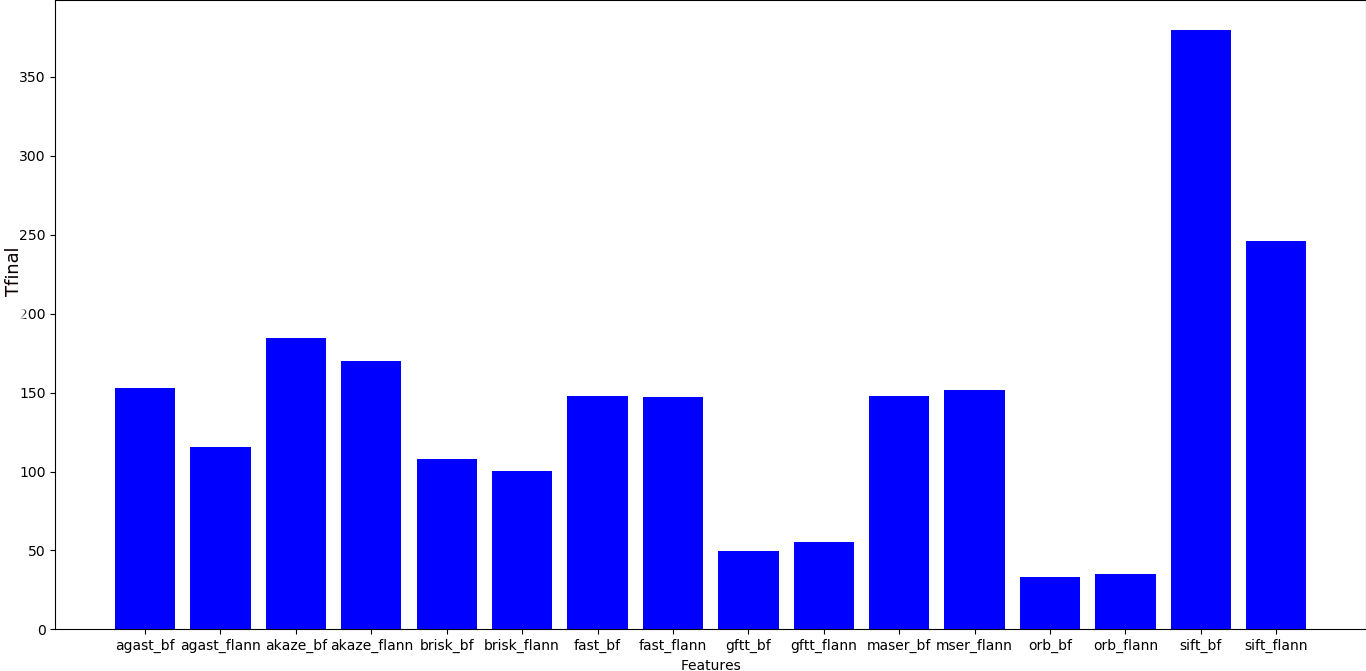 350
300
250
200
150
100
50
0
Tfinal
agast_bf agast_flann akaze_bf akaze_flann brisk_bf brisk_flann fast_bf fast_flann gftt_bf gftt_flann maser_bf mser_flann orb_bf orb_flann sift_bf sift_flann
Features